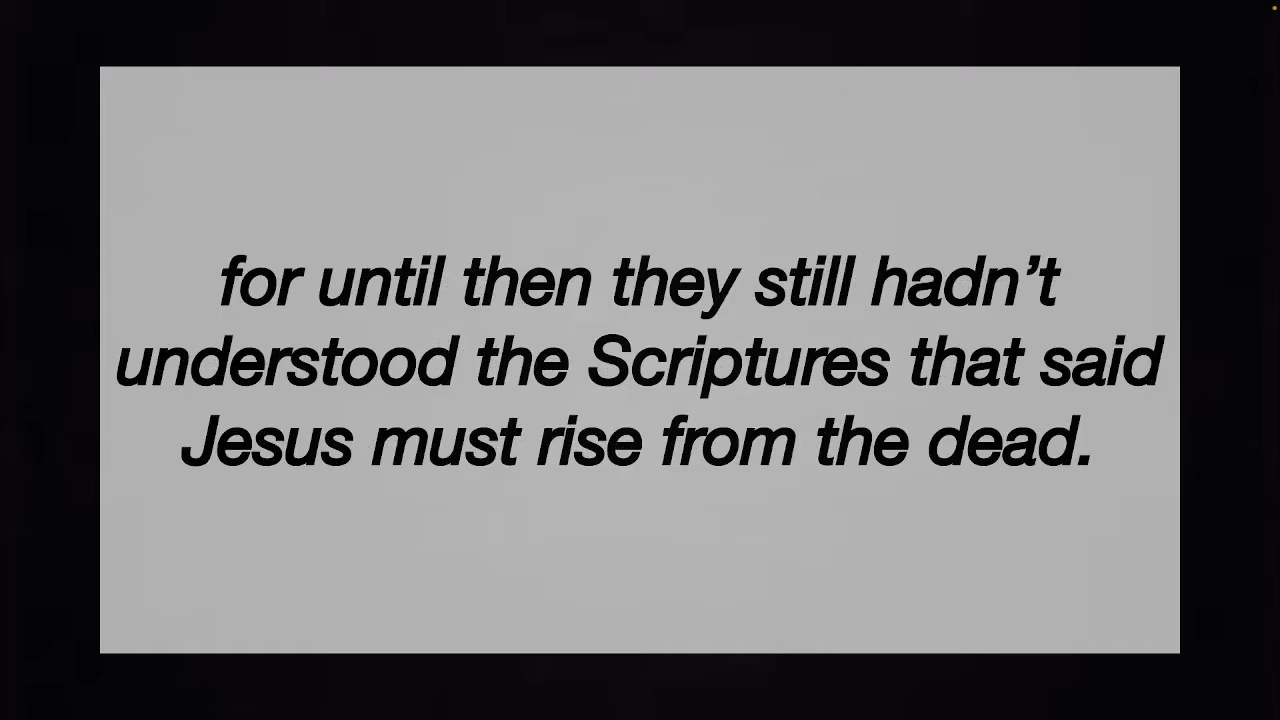 for until then they still hadn’t
understood the Scriptures that said
Jesus must rise from the dead.